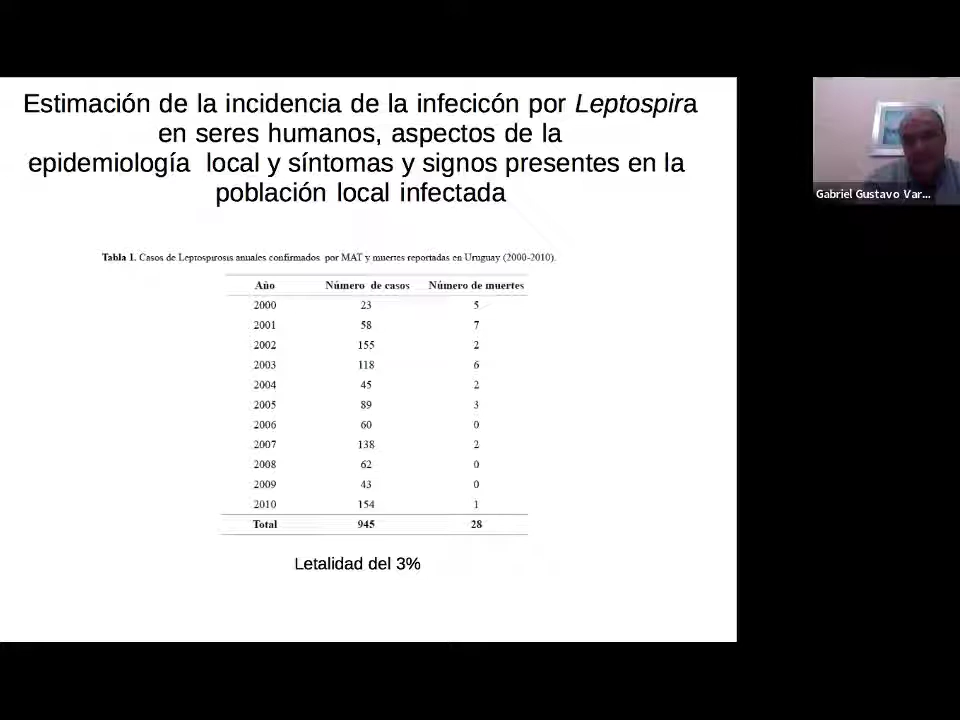 Estimación de la incidencia de la infecicón por Leptospira
en seres humanos, aspectos de la
epidemiología local y síntomas y signos presentes en la
población local infectada
Tabla 1. Casos de Leptospirosis anuales confirmados por MAT y muertes reportadas en Uruguay (2000-2010).
Año Número de casos Número de muertes
2000 23 5
2001 58 7
2002 155 2
2003 118 6
2004 45 2
2005 89 3
2006 60 0
2007 138 2
2008 62 0
2009 43 0
2010 154 1
Total 945 28
Letalidad del 3%
Gabriel Gustavo Var...